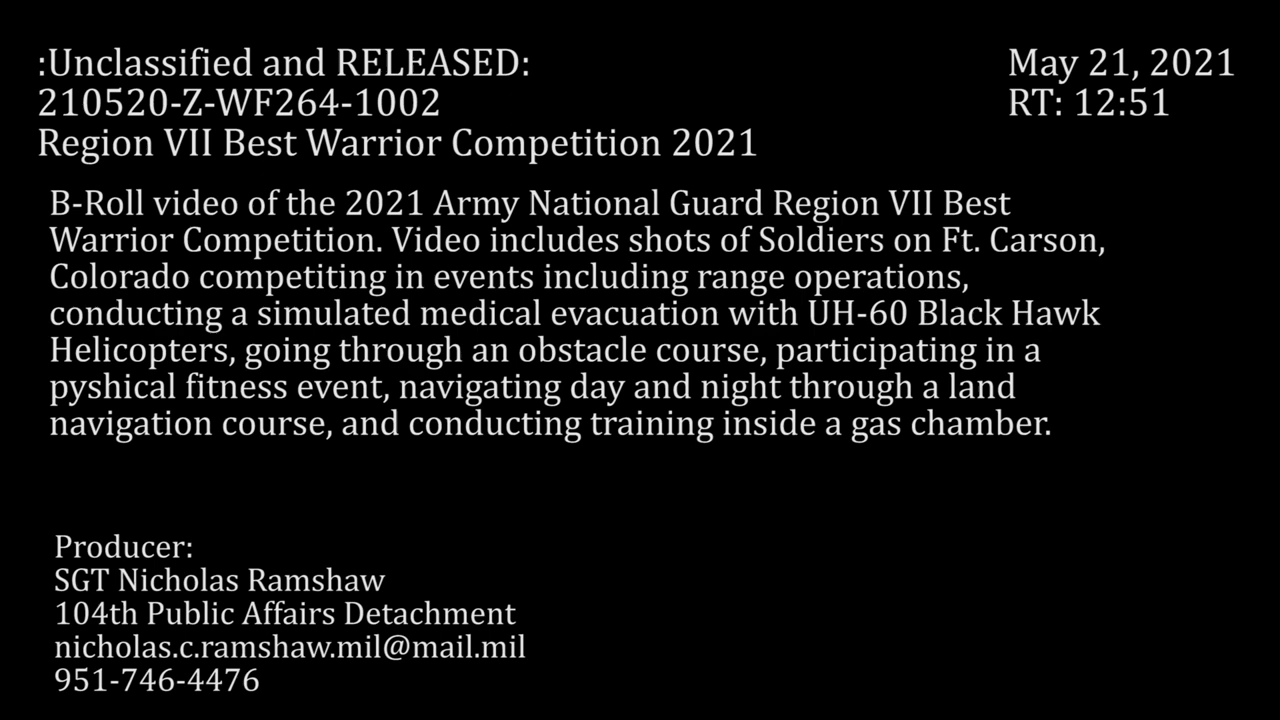 :Unclassified and RELEASED:
May 21, 2021
210520-Z-WF264-1002
RT: 12:51
Region VII Best Warrior Competition 2021
B-Roll video of the 2021 Army National Guard Region VII Best
Warrior Competition. Video includes shots of Soldiers on Ft. Carson,
Colorado competiting in events including range operations,
conducting a simulated medical evacuation with UH-60 Black Hawk
Helicopters, going through an obstacle course, participating in a
pyshical fitness event, navigating day and night through a land
navigation course, and conducting training inside a gas chamber.
Producer:
SGT Nicholas Ramshaw
104th Public Affairs Detachment
nicholas.c.ramshaw.mil@mail.mil
951-746-4476